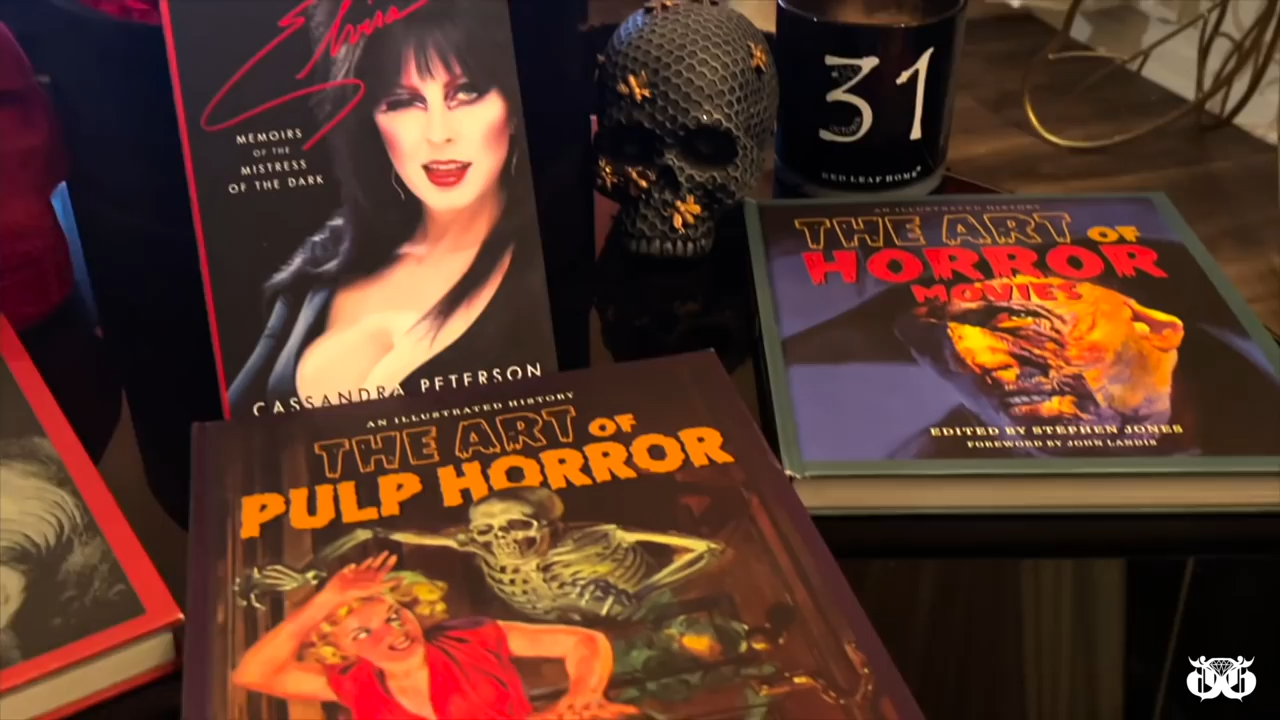 Elvira
MEMOIRS
OF THE
MISTRESS
OF THE DARK
CASSANDRA PETERSON
31
OCTOBER
RED LEAF HOME
AN ILLUSTRATED HISTORY
THE ART OF
HORROR
MOVIES
EDITED BY STEPHEN JONES
FOREWORD BY JOHN LANDIS
AN ILLUSTRATED HISTORY
THE ART OF
PULP HORROR